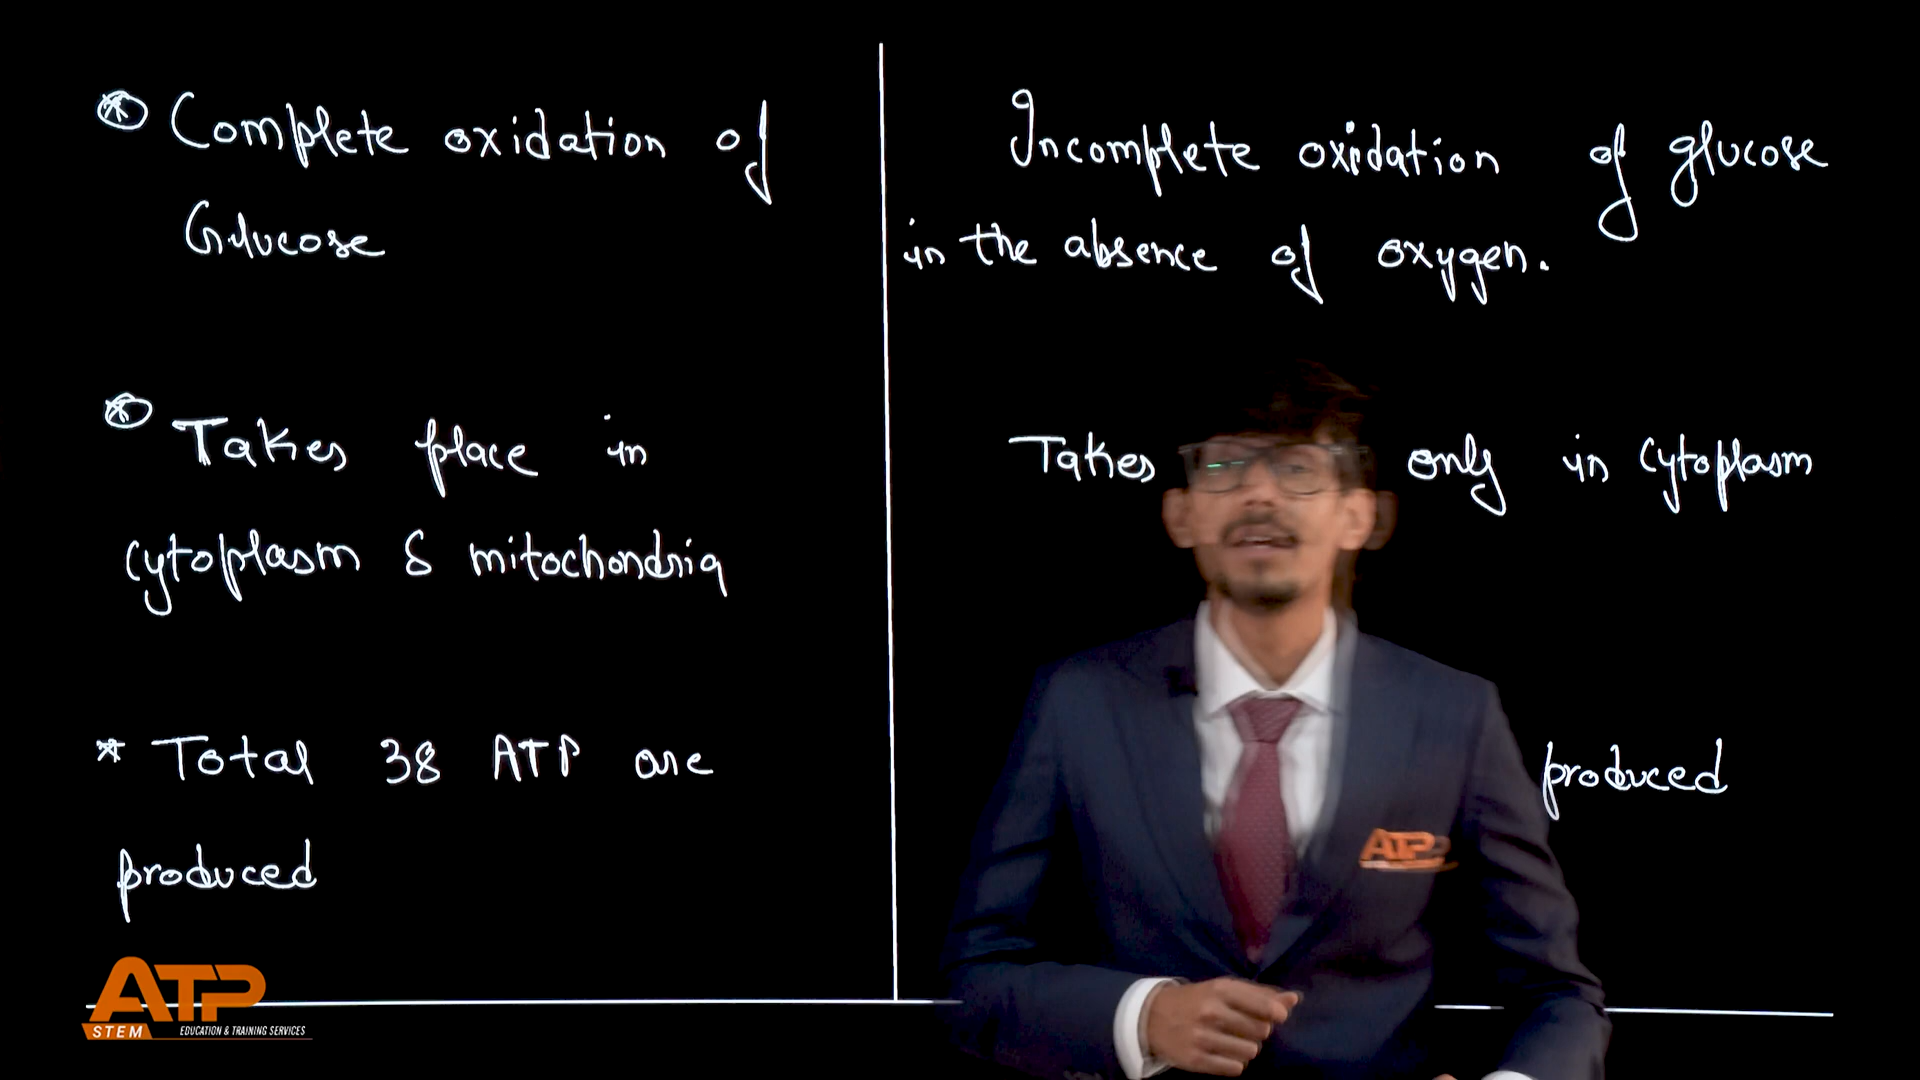 * Complete oxidation of
Glucose
* Takes place in
cytoplasm & mitochondria
* Total 38 ATP are
produced
Incomplete oxidation of glucose
in the absence of oxygen.
Takes only in cytoplasm
produced
ATP
ATP
STEM EDUCATION & TRAINING SERVICES